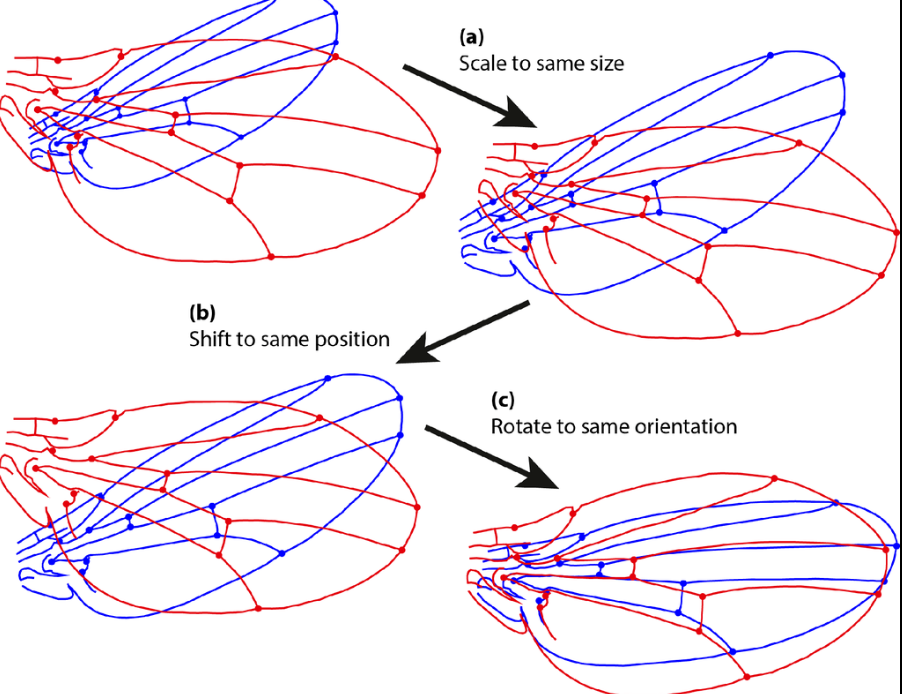 (a)
Scale to same size
(b)
Shift to same position
(c)
Rotate to same orientation